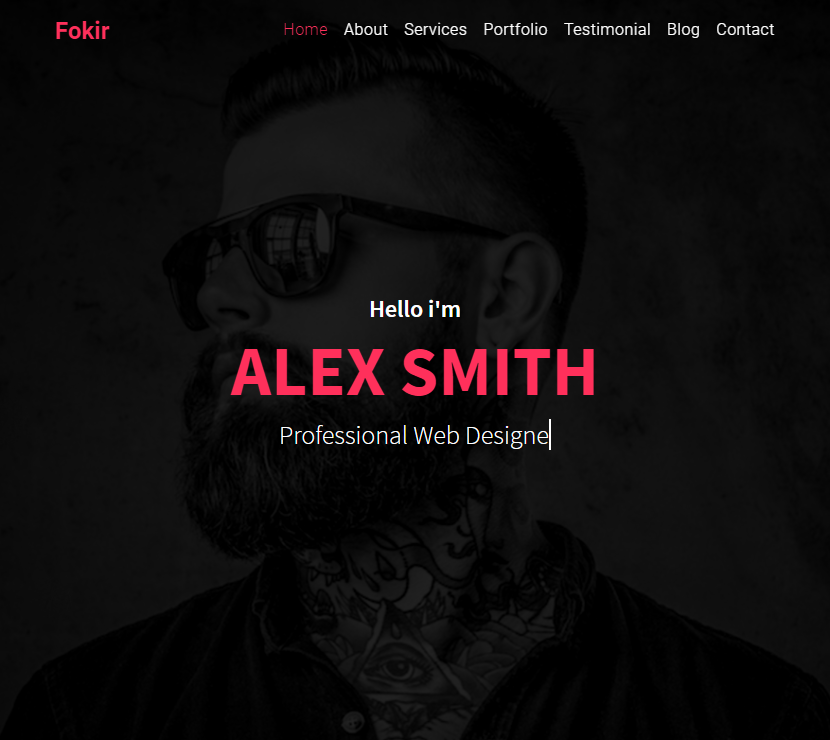 Fokir
Home About Services Portfolio Testimonial Blog Contact
Hello i'm
ALEX SMITH
Professional Web Designe